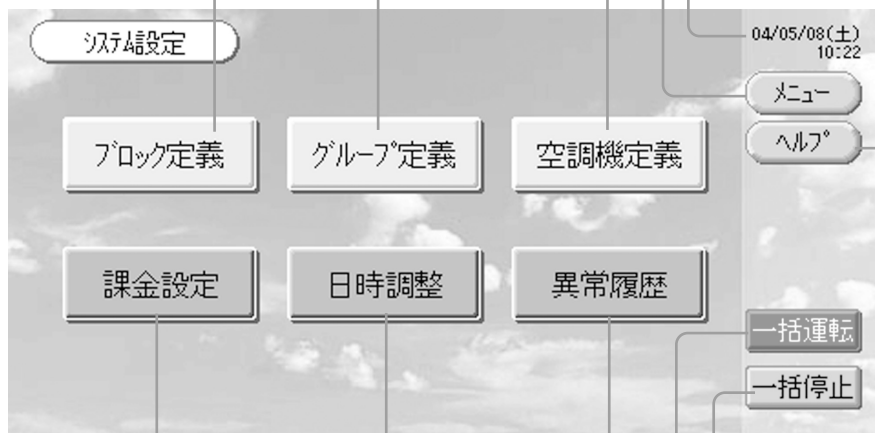 ｼｽﾃﾑ設定
04/05/08(土)
10:22
ﾒﾆｭｰ
ﾍﾙﾌﾟ
ﾌﾞﾛｯｸ定義
ｸﾞﾙｰﾌﾟ定義
空調機定義
課金設定
日時調整
異常履歴
一括運転
一括停止